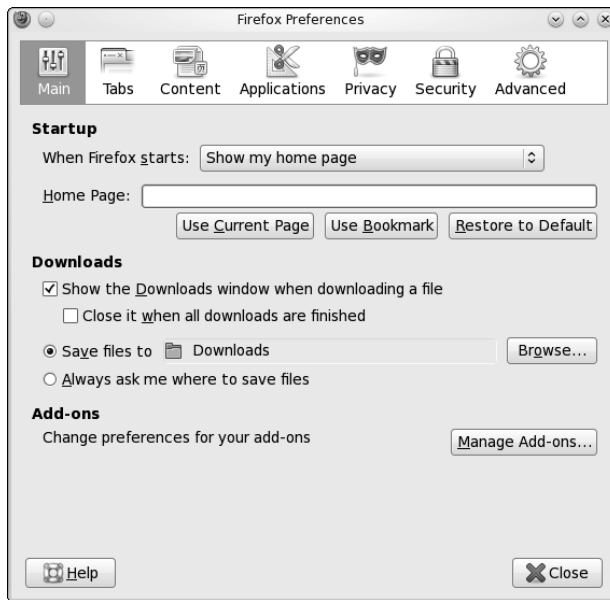 Firefox Preferences
Main Tabs Content Applications Privacy Security Advanced
Startup
When Firefox starts: Show my home page
Home Page:
Use Current Page Use Bookmark Restore to Default
Downloads
Show the Downloads window when downloading a file
Close it when all downloads are finished
Save files to Downloads Browse...
Always ask me where to save files
Add-ons
Change preferences for your add-ons Manage Add-ons...
Help Close